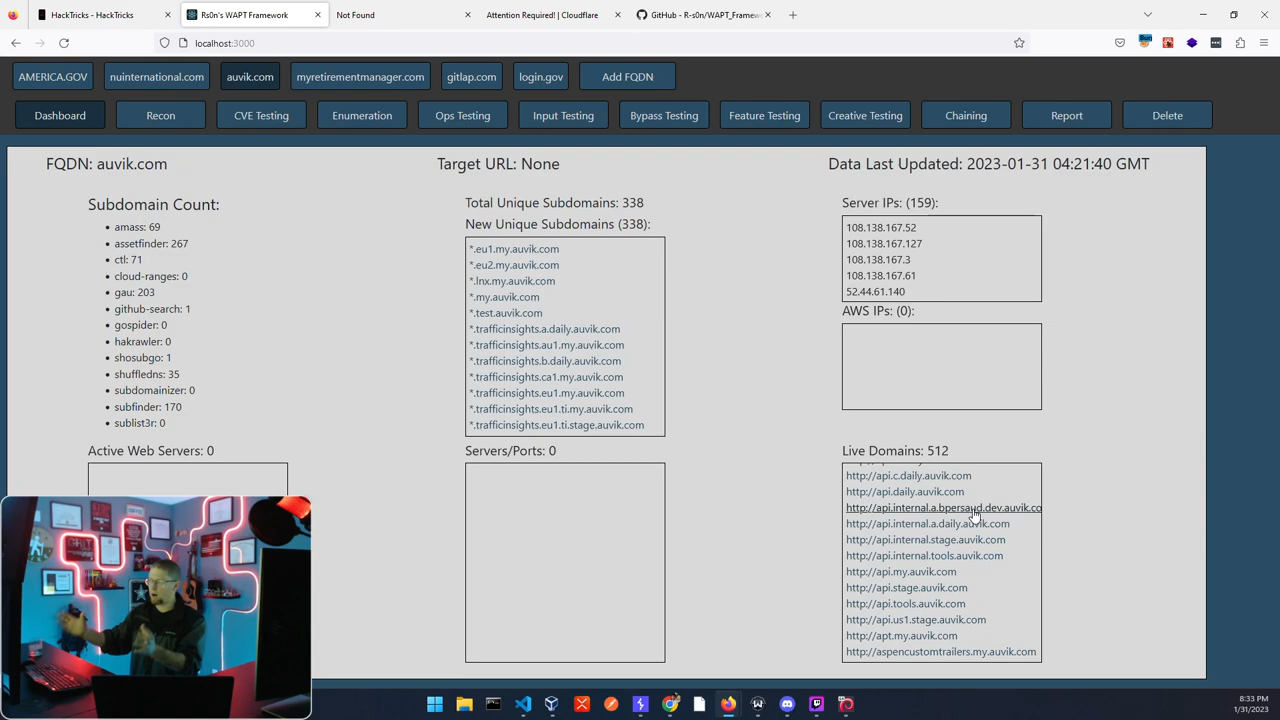 HackTricks - HackTricks
Rs0n's WAPT Framework
Not Found
Attention Required! | Cloudflare
GitHub - R-s0n/WAPT_Framew
localhost:3000
AMERICA.GOV
nuinternational.com
auvik.com
myretirementmanager.com
gitlap.com
login.gov
Add FQDN
Dashboard
Recon
CVE Testing
Enumeration
Ops Testing
Input Testing
Bypass Testing
Feature Testing
Creative Testing
Chaining
Report
Delete
FQDN: auvik.com
Target URL: None
Data Last Updated: 2023-01-31 04:21:40 GMT
Subdomain Count:
amass: 69
assetfinder: 267
ctl: 71
cloud-ranges: 0
gau: 203
github-search: 1
gospider: 0
hakrawler: 0
shosubgo: 1
shuffledns: 35
subdomainizer: 0
subfinder: 170
sublist3r: 0
Total Unique Subdomains: 338
New Unique Subdomains (338):
*.eu1.my.auvik.com
*.eu2.my.auvik.com
*.lnx.my.auvik.com
*.my.auvik.com
*.test.auvik.com
*.trafficinsights.a.daily.auvik.com
*.trafficinsights.au1.my.auvik.com
*.trafficinsights.b.daily.auvik.com
*.trafficinsights.ca1.my.auvik.com
*.trafficinsights.eu1.my.auvik.com
*.trafficinsights.eu1.ti.my.auvik.com
*.trafficinsights.eu1.ti.stage.auvik.com
Server IPs: (159):
108.138.167.52
108.138.167.127
108.138.167.3
108.138.167.61
52.44.61.140
AWS IPs: (0):
Active Web Servers: 0
Servers/Ports: 0
Live Domains: 512
http://api.c.daily.auvik.com
http://api.daily.auvik.com
http://api.internal.a.bpersaud.dev.auvik.co
http://api.internal.a.daily.auvik.com
http://api.internal.stage.auvik.com
http://api.internal.tools.auvik.com
http://api.my.auvik.com
http://api.stage.auvik.com
http://api.tools.auvik.com
http://api.us1.stage.auvik.com
http://apt.my.auvik.com
http://aspencustomtrailers.my.auvik.com
8:33 PM
1/31/2023